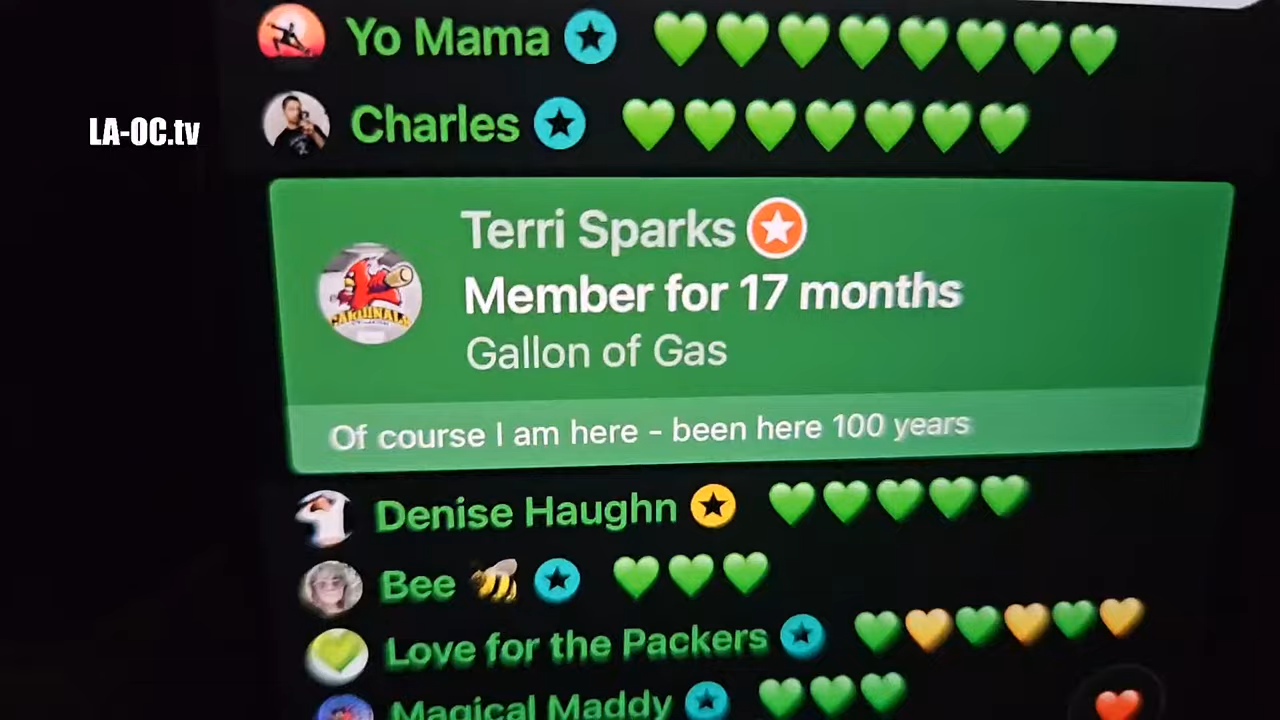 Yo Mama 💚💚💚💚💚💚💚💚
LA-OC.tv
Charles 💚💚💚💚💚💚💚
Terri Sparks
Member for 17 months
CARDINALS
Gallon of Gas
Of course I am here - been here 100 years
Denise Haughn 💚💚💚💚💚
Bee 🐝 💚💚💚
Love for the Packers 💚💛💚💛💚💛
Magical Maddy 💚💚💚